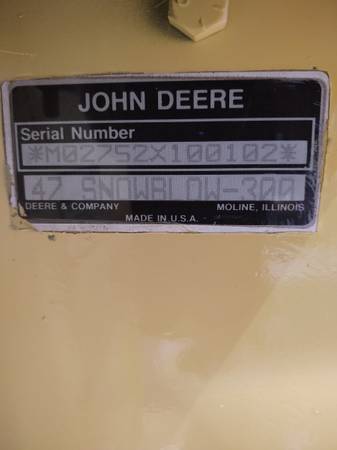 JOHN DEERE
Serial Number
*M02752X100102*
47 SNOWBLOW-300
DEERE & COMPANY MOLINE, ILLINOIS
MADE IN U.S.A.